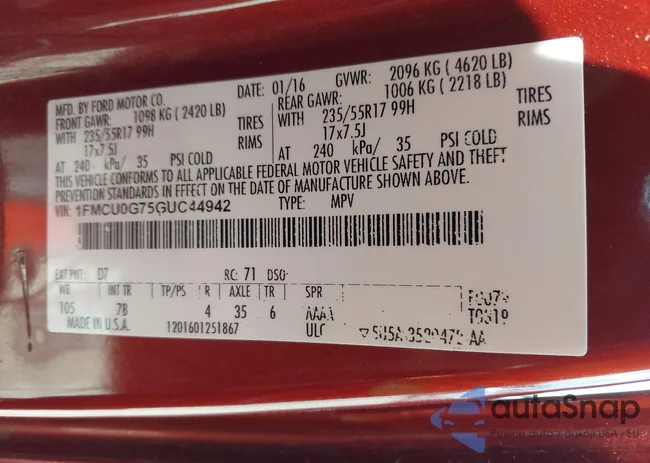 MFD. BY FORD MOTOR CO.
DATE: 01/16 GVWR: 2096 KG ( 4620 LB)
FRONT GAWR: 1098 KG ( 2420 LB) REAR GAWR: 1006 KG ( 2218 LB)
WITH 235/55R17 99H TIRES WITH 235/55R17 99H TIRES
17x7.5J RIMS 17x7.5J RIMS
AT 240 kPa/ 35 PSI COLD AT 240 kPa/ 35 PSI COLD
THIS VEHICLE CONFORMS TO ALL APPLICABLE FEDERAL MOTOR VEHICLE SAFETY AND THEFT
PREVENTION STANDARDS IN EFFECT ON THE DATE OF MANUFACTURE SHOWN ABOVE.
VIN: 1FMCU0G75GUC44942 TYPE: MPV
EXT PNT: D7 RC: 71 DSO:
WB INT TR TP/PS R AXLE TR SPR
105 7B 4 35 6 AAAA
MADE IN U.S.A. 1201601251867 ULC
autoSnap